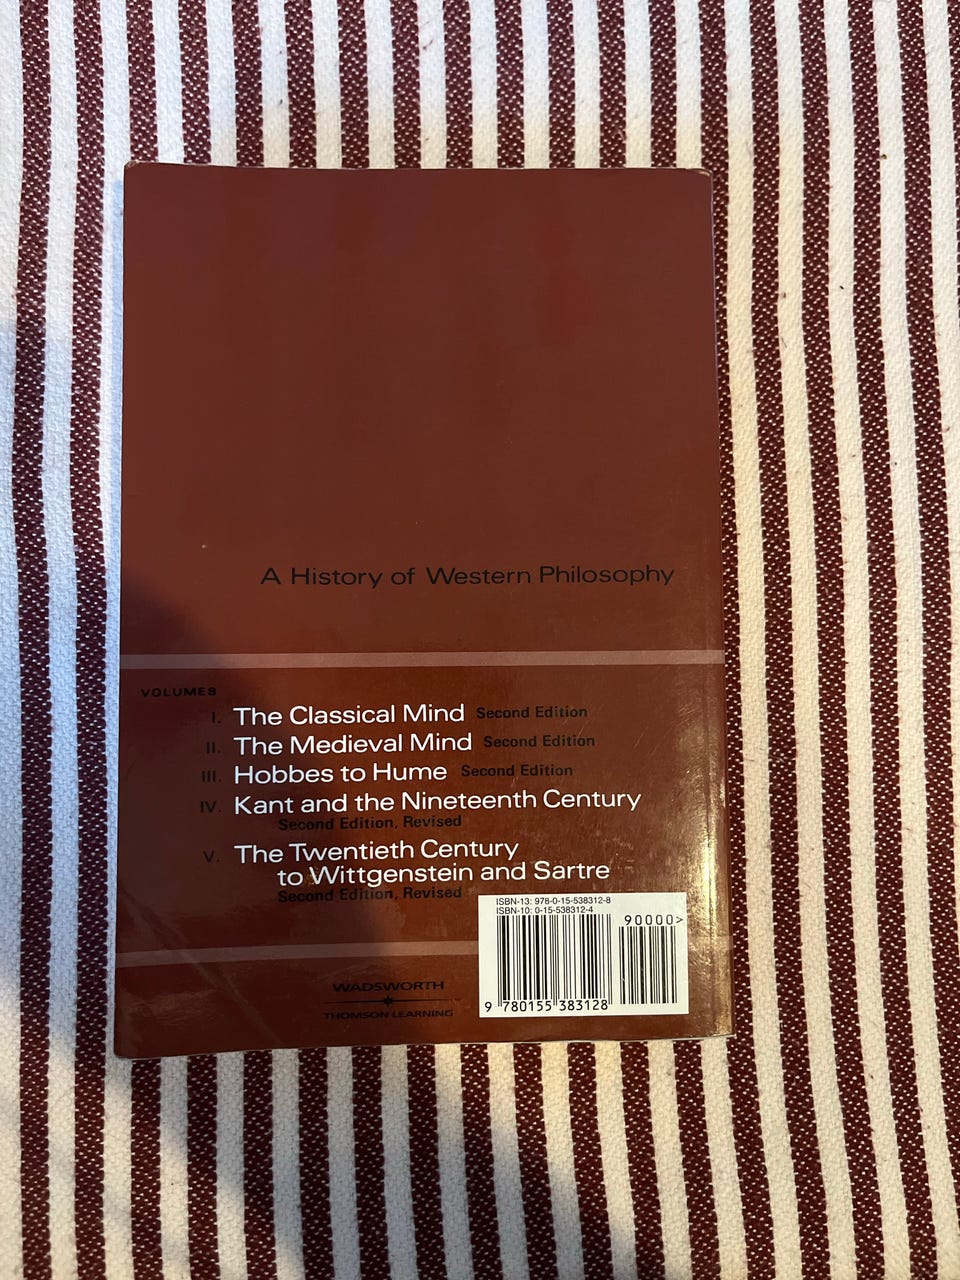 A History of Western Philosophy
VOLUMES
I. The Classical Mind Second Edition
II. The Medieval Mind Second Edition
III. Hobbes to Hume Second Edition
IV. Kant and the Nineteenth Century
Second Edition, Revised
V. The Twentieth Century
to Wittgenstein and Sartre
Second Edition, Revised
ISBN-13: 978-0-15-538312-8
ISBN-10: 0-15-538312-4
90000>
9 780155 383128
WADSWORTH
THOMSON LEARNING